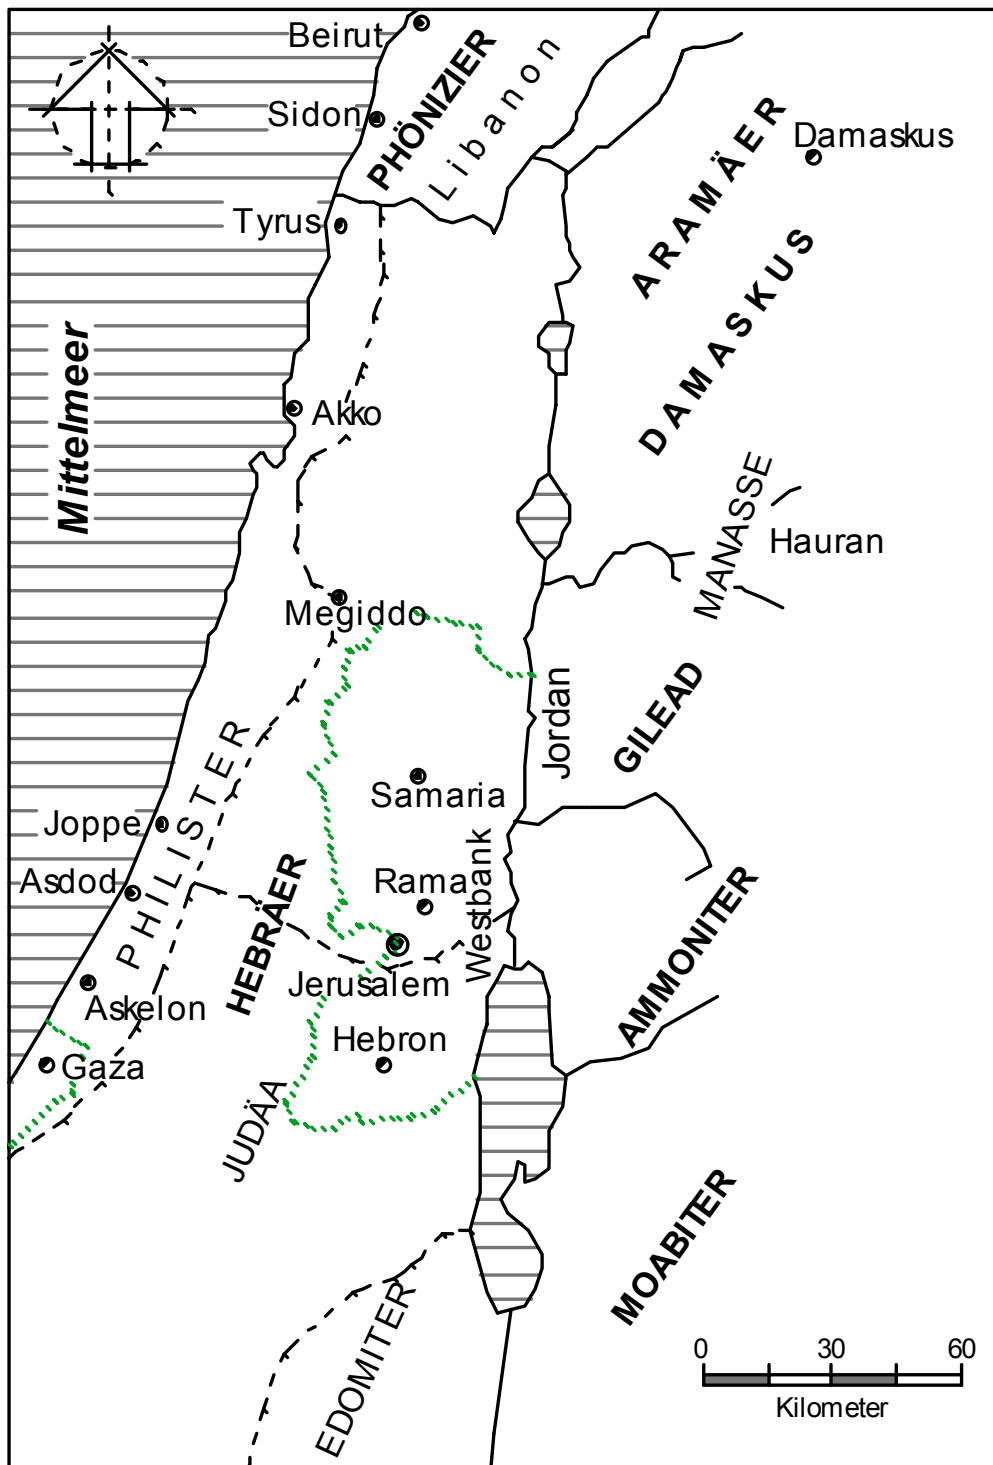 Beirut
PHÖNIZIER
Libanon
Sidon
ARAMÄER
Damaskus
Tyrus
DAMASKUS
Mittelmeer
Akko
MANASSE
Hauran
Megiddo
Jordan
GILEAD
PHILISTER
Samaria
Joppe
Westbank
Asdod
Rama
HEBRÄER
AMMONITER
Jerusalem
Askelon
Hebron
Gaza
JUDÄA
MOABITER
EDOMITER
0 30 60
Kilometer